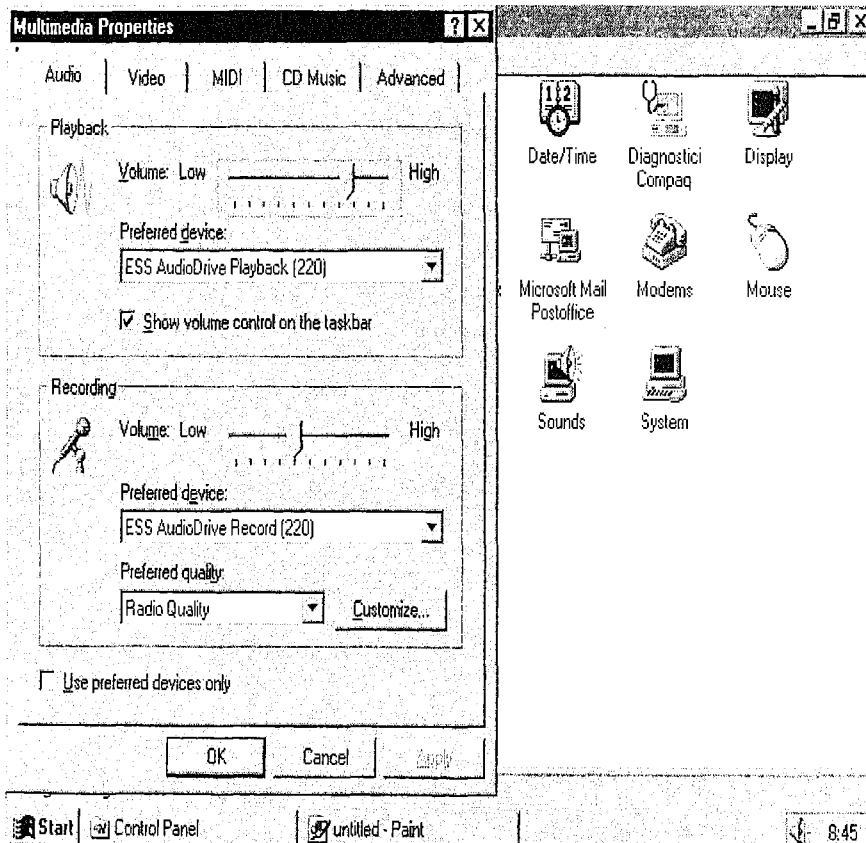 Multimedia Properties
Audio
Video
MIDI
CD Music
Advanced
Playback
Volume: Low
High
Preferred device:
ESS AudioDrive Playback (220)
Show volume control on the taskbar
Recording
Volume: Low
High
Preferred device:
ESS AudioDrive Record (220)
Preferred quality:
Radio Quality
Customize...
Use preferred devices only
OK
Cancel
Apply
1 2
Date/Time
Diagnostici
Compaq
Display
Microsoft Mail
Postoffice
Modems
Mouse
Sounds
System
Start
Control Panel
untitled - Paint
8:45